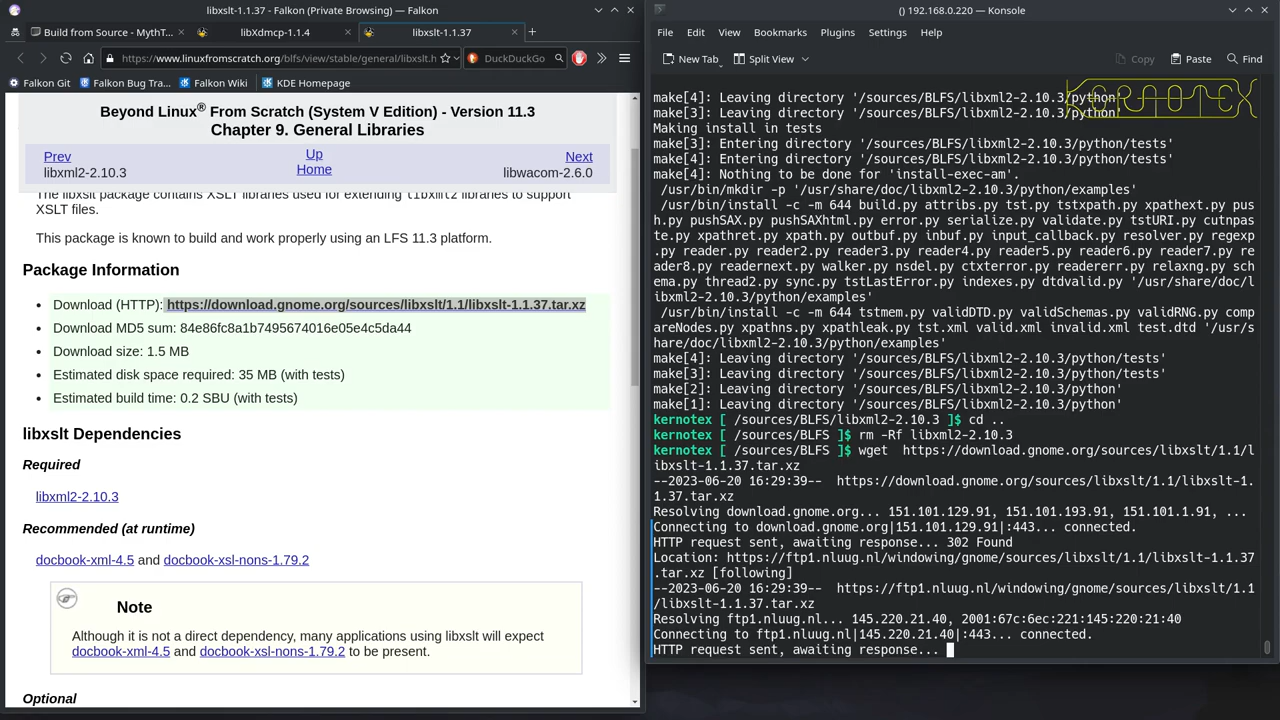 libxslt-1.1.37 — Falkon (Private Browsing) — Falkon
Build from Source - MythT...
libXdmcp-1.1.4
libxslt-1.1.37
https://www.linuxfromscratch.org/blfs/view/stable/general/libxslt.h
DuckDuckGo
Falkon Git
Falkon Bug Tra...
Falkon Wiki
KDE Homepage
Beyond Linux® From Scratch (System V Edition) - Version 11.3
Chapter 9. General Libraries
Prev
Up
Next
libxml2-2.10.3
Home
libwacom-2.6.0
The libxslt package contains XSLT libraries used for extending libxml2 libraries to support
XSLT files.
This package is known to build and work properly using an LFS 11.3 platform.
Package Information
• Download (HTTP): https://download.gnome.org/sources/libxslt/1.1/libxslt-1.1.37.tar.xz
• Download MD5 sum: 84e86fc8a1b7495674016e05e4c5da44
• Download size: 1.5 MB
• Estimated disk space required: 35 MB (with tests)
• Estimated build time: 0.2 SBU (with tests)
libxslt Dependencies
Required
libxml2-2.10.3
Recommended (at runtime)
docbook-xml-4.5 and docbook-xsl-nons-1.79.2
Note
Although it is not a direct dependency, many applications using libxslt will expect
docbook-xml-4.5 and docbook-xsl-nons-1.79.2 to be present.
Optional
() 192.168.0.220 — Konsole
File Edit View Bookmarks Plugins Settings Help
New Tab Split View Copy Paste Find
KERNOTEX
make[4]: Leaving directory '/sources/BLFS/libxml2-2.10.3/python'
make[3]: Leaving directory '/sources/BLFS/libxml2-2.10.3/python'
Making install in tests
make[3]: Entering directory '/sources/BLFS/libxml2-2.10.3/python/tests'
make[4]: Entering directory '/sources/BLFS/libxml2-2.10.3/python/tests'
make[4]: Nothing to be done for 'install-exec-am'.
/usr/bin/mkdir -p '/usr/share/doc/libxml2-2.10.3/python/examples'
/usr/bin/install -c -m 644 build.py attribs.py tst.py tstxpath.py xpathext.py pus
h.py pushSAX.py pushSAXhtml.py error.py serialize.py validate.py tstURI.py cutnpas
te.py xpathret.py xpath.py outbuf.py inbuf.py input_callback.py resolver.py regexp
.py reader.py reader2.py reader3.py reader4.py reader5.py reader6.py reader7.py re
ader8.py readernext.py walker.py nsdel.py ctxterror.py readererr.py relaxng.py sch
ema.py thread2.py sync.py tstLastError.py indexes.py dtdvalid.py '/usr/share/doc/l
ibxml2-2.10.3/python/examples'
/usr/bin/install -c -m 644 tstmem.py validDTD.py validSchemas.py validRNG.py comp
areNodes.py xpathns.py xpathleak.py tst.xml valid.xml invalid.xml test.dtd '/usr/s
hare/doc/libxml2-2.10.3/python/examples'
make[4]: Leaving directory '/sources/BLFS/libxml2-2.10.3/python/tests'
make[3]: Leaving directory '/sources/BLFS/libxml2-2.10.3/python/tests'
make[2]: Leaving directory '/sources/BLFS/libxml2-2.10.3/python'
make[1]: Leaving directory '/sources/BLFS/libxml2-2.10.3/python'
kernotex [ /sources/BLFS/libxml2-2.10.3 ]$ cd ..
kernotex [ /sources/BLFS ]$ rm -Rf libxml2-2.10.3
kernotex [ /sources/BLFS ]$ wget  https://download.gnome.org/sources/libxslt/1.1/l
ibxslt-1.1.37.tar.xz
--2023-06-20 16:29:39--  https://download.gnome.org/sources/libxslt/1.1/libxslt-1.
1.37.tar.xz
Resolving download.gnome.org... 151.101.129.91, 151.101.193.91, 151.101.1.91, ...
Connecting to download.gnome.org|151.101.129.91|:443... connected.
HTTP request sent, awaiting response... 302 Found
Location: https://ftp1.nluug.nl/windowing/gnome/sources/libxslt/1.1/libxslt-1.1.37
.tar.xz [following]
--2023-06-20 16:29:39--  https://ftp1.nluug.nl/windowing/gnome/sources/libxslt/1.1
/libxslt-1.1.37.tar.xz
Resolving ftp1.nluug.nl... 145.220.21.40, 2001:67c:6ec:221:145:220:21:40
Connecting to ftp1.nluug.nl|145.220.21.40|:443... connected.
HTTP request sent, awaiting response...